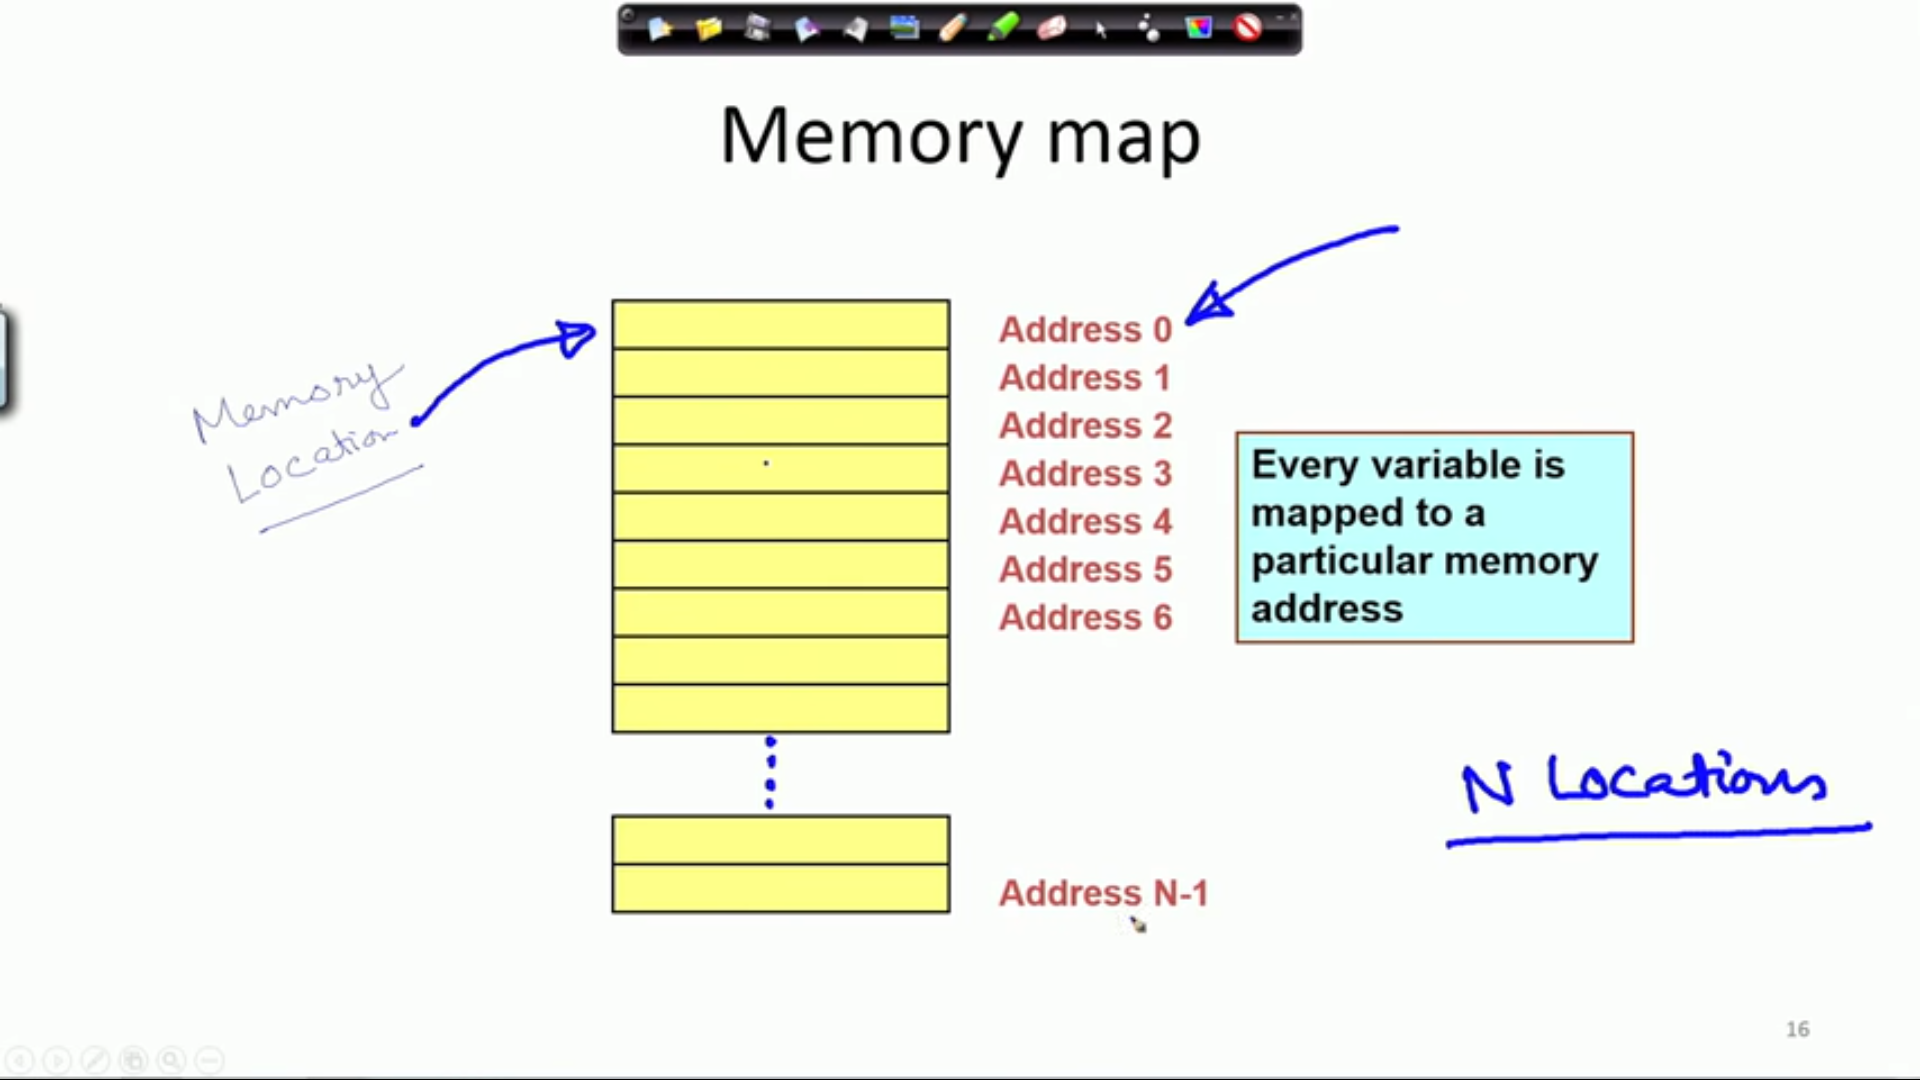 Memory map
Memory
Location
Address 0
Address 1
Address 2
Address 3
Address 4
Address 5
Address 6
Every variable is
mapped to a
particular memory
address
N Locations
Address N-1
16